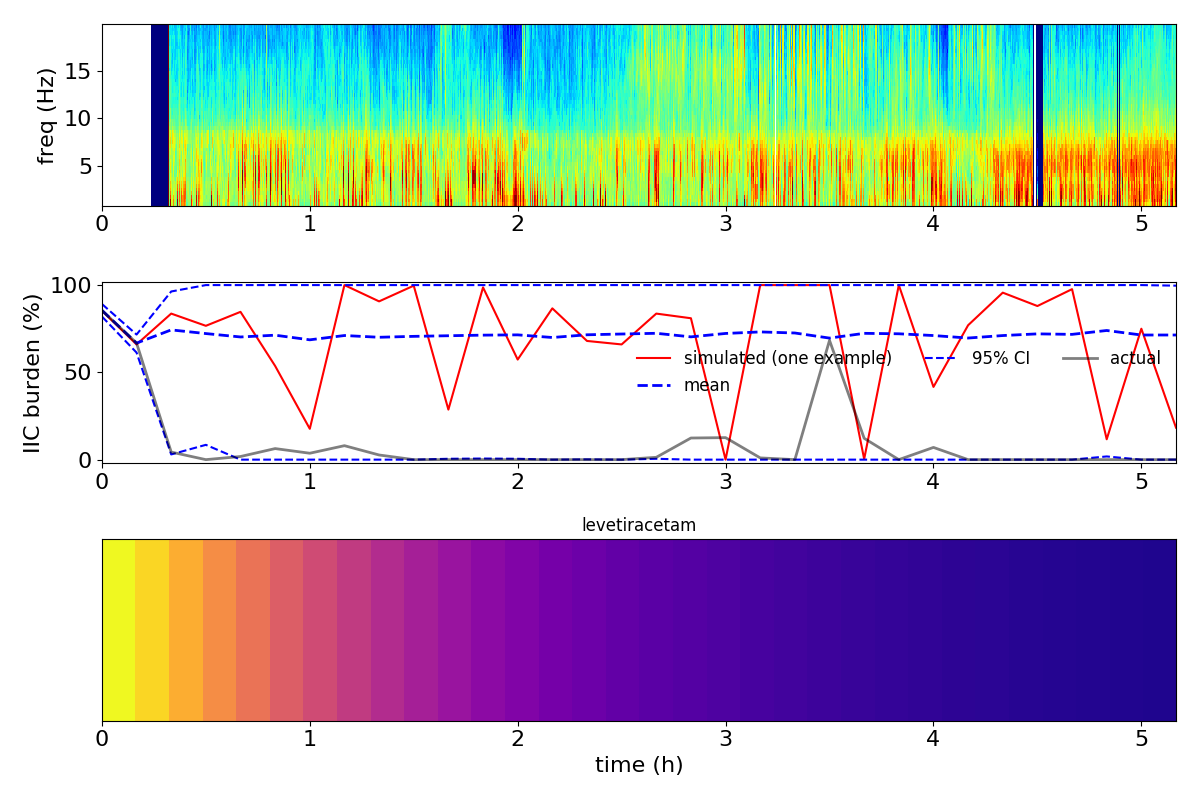 freq (Hz)
15
10
5
0 1 2 3 4 5
IIC burden (%)
100
50
0
simulated (one example) 95% CI actual
mean
0 1 2 3 4 5
levetiracetam
0 1 2 3 4 5
time (h)